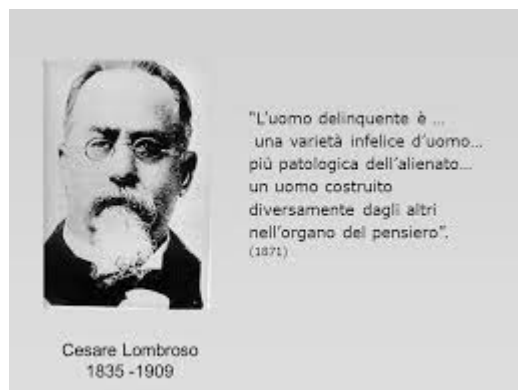 "L'uomo delinquente è ...
una varietà infelice d'uomo...
più patologica dell'alienato...
un uomo costruito
diversamente dagli altri
nell'organo del pensiero".
(1871)
Cesare Lombroso
1835 -1909